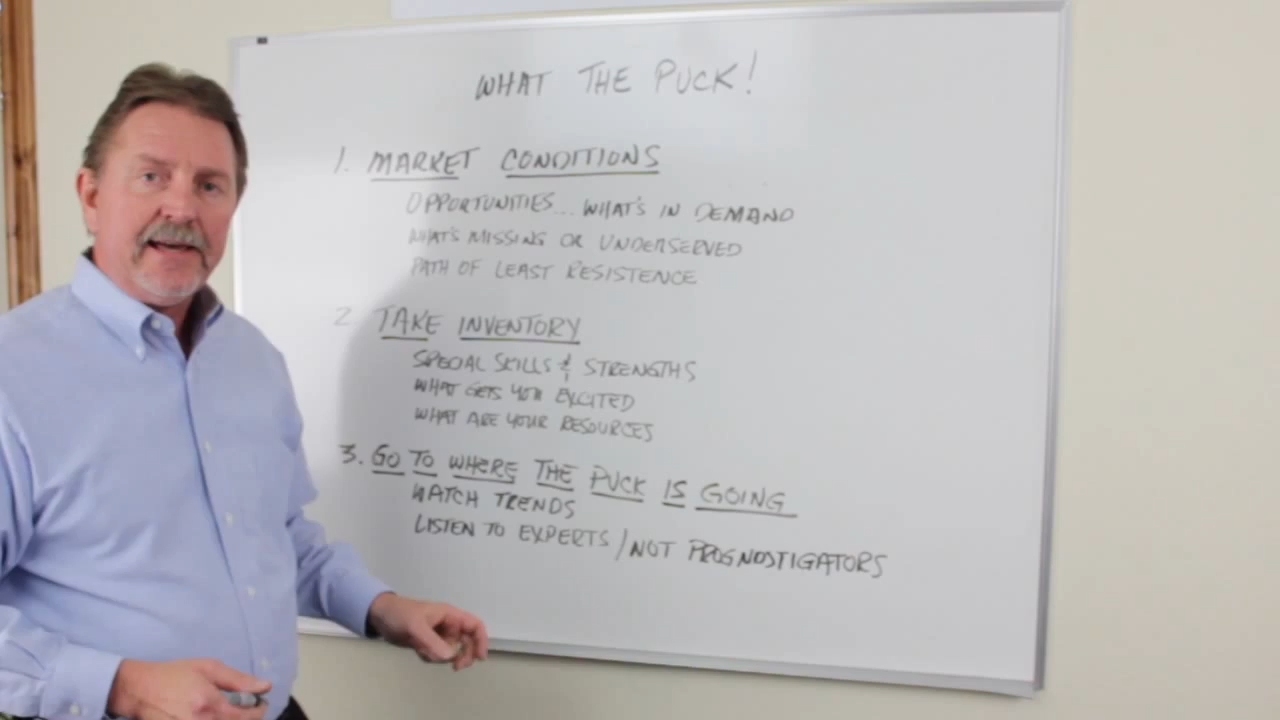 WHAT THE PUCK!
1. MARKET CONDITIONS
OPPORTUNITIES... WHAT'S IN DEMAND
WHAT'S MISSING OR UNDERSERVED
PATH OF LEAST RESISTENCE
2 TAKE INVENTORY
SPECIAL SKILLS & STRENGTHS
WHAT GETS YOU EXCITED
WHAT ARE YOUR RESOURCES
3. GO TO WHERE THE PUCK IS GOING
WATCH TRENDS
LISTEN TO EXPERTS / NOT PROGNOSTIGATORS